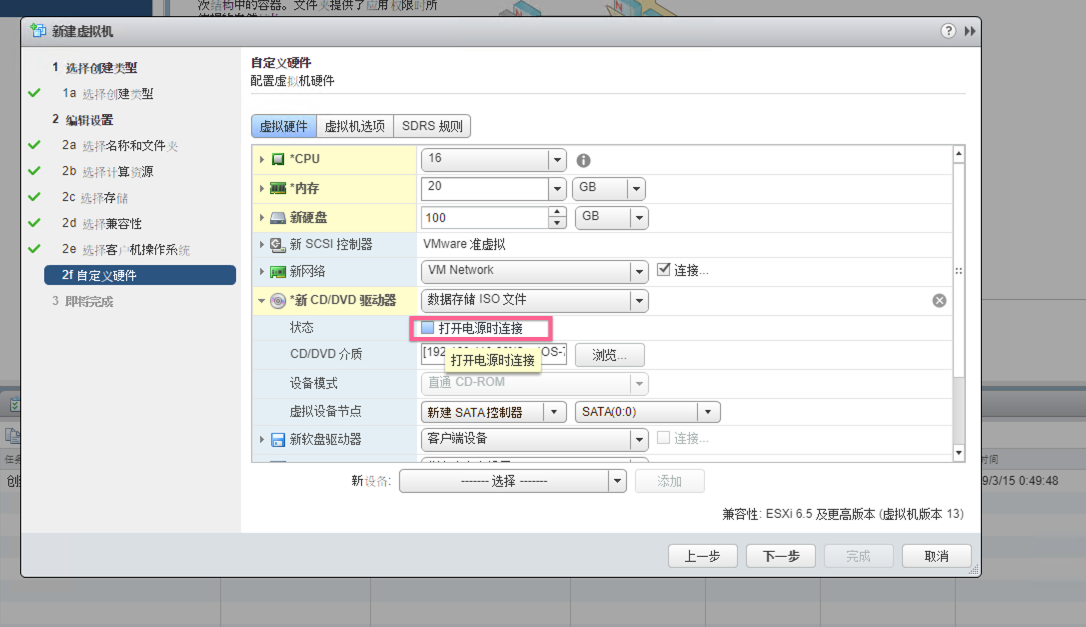 次结构中的容器。文件夹提供了应用权限时所
新建虚拟机
1 选择创建类型
1a 选择创建类型
2 编辑设置
2a 选择名称和文件夹
2b 选择计算资源
2c 选择存储
2d 选择兼容性
2e 选择客户机操作系统
2f 自定义硬件
3 即将完成
自定义硬件
配置虚拟机硬件
虚拟硬件 虚拟机选项 SDRS 规则
*CPU 16
*内存 20 GB
新硬盘 100 GB
新 SCSI 控制器 VMware 准虚拟
新网络 VM Network 连接...
*新 CD/DVD 驱动器 数据存储 ISO 文件
状态 打开电源时连接
CD/DVD 介质 [192 OS-7 浏览...
打开电源时连接
设备模式 直通 CD-ROM
虚拟设备节点 新建 SATA控制器 SATA(0:0)
新软盘驱动器 客户端设备 连接...
新设备: ------- 选择 ------- 添加
兼容性: ESXi 6.5 及更高版本 (虚拟机版本 13)
上一步 下一步 完成 取消
任务
时间
创
9/3/15 0:49:48